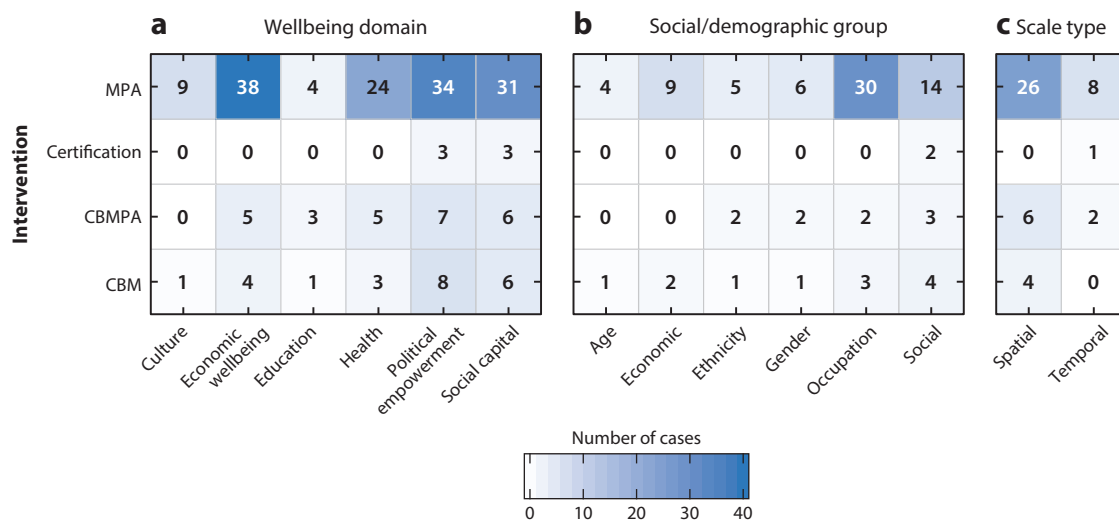 a Wellbeing domain
b Social/demographic group
c Scale type
Intervention
MPA 9 38 4 24 34 31 4 9 5 6 30 14 26 8
Certification 0 0 0 0 3 3 0 0 0 0 0 2 0 1
CBMPA 0 5 3 5 7 6 0 0 2 2 2 3 6 2
CBM 1 4 1 3 8 6 1 2 1 1 3 4 4 0
Culture
Economic
wellbeing
Education
Health
Political
empowerment
Social capital
Age
Economic
Ethnicity
Gender
Occupation
Social
Spatial
Temporal
Number of cases
0 10 20 30 40